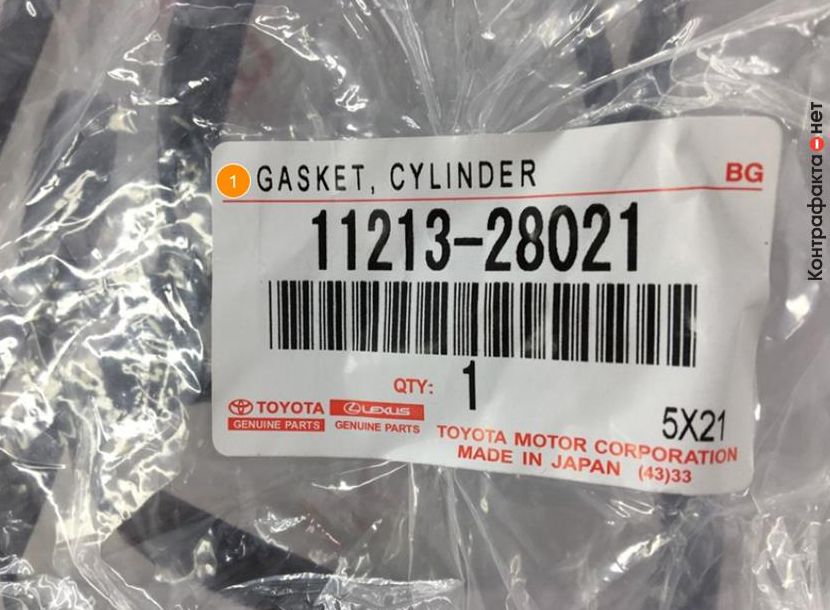 1 GASKET, CYLINDER BG
11213-28021
QTY: 1
TOYOTA LEXUS 5X21
GENUINE PARTS GENUINE PARTS
TOYOTA MOTOR CORPORATION
MADE IN JAPAN (43)33
Контрафакта нет